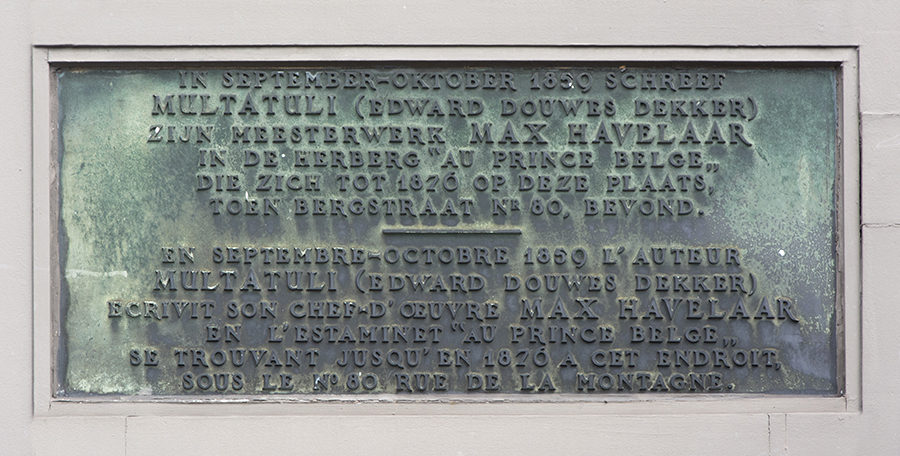 IN SEPTEMBER-OKTOBER 1859 SCHREEF
MULTATULI (EDWARD DOUWES DEKKER)
ZIJN MEESTERWERK MAX HAVELAAR
IN DE HERBERG "AU PRINCE BELGE„
DIE ZICH TOT 1876 OP DEZE PLAATS,
TOEN BERGSTRAAT NR 80, BEVOND.
EN SEPTEMBRE-OCTOBRE 1859 L'AUTEUR
MULTATULI (EDWARD DOUWES DEKKER)
ECRIVIT SON CHEF-D'ŒUVRE MAX HAVELAAR
EN L'ESTAMINET "AU PRINCE BELGE„
SE TROUVANT JUSQU'EN 1876 A CET ENDROIT,
SOUS LE No 80 RUE DE LA MONTAGNE.